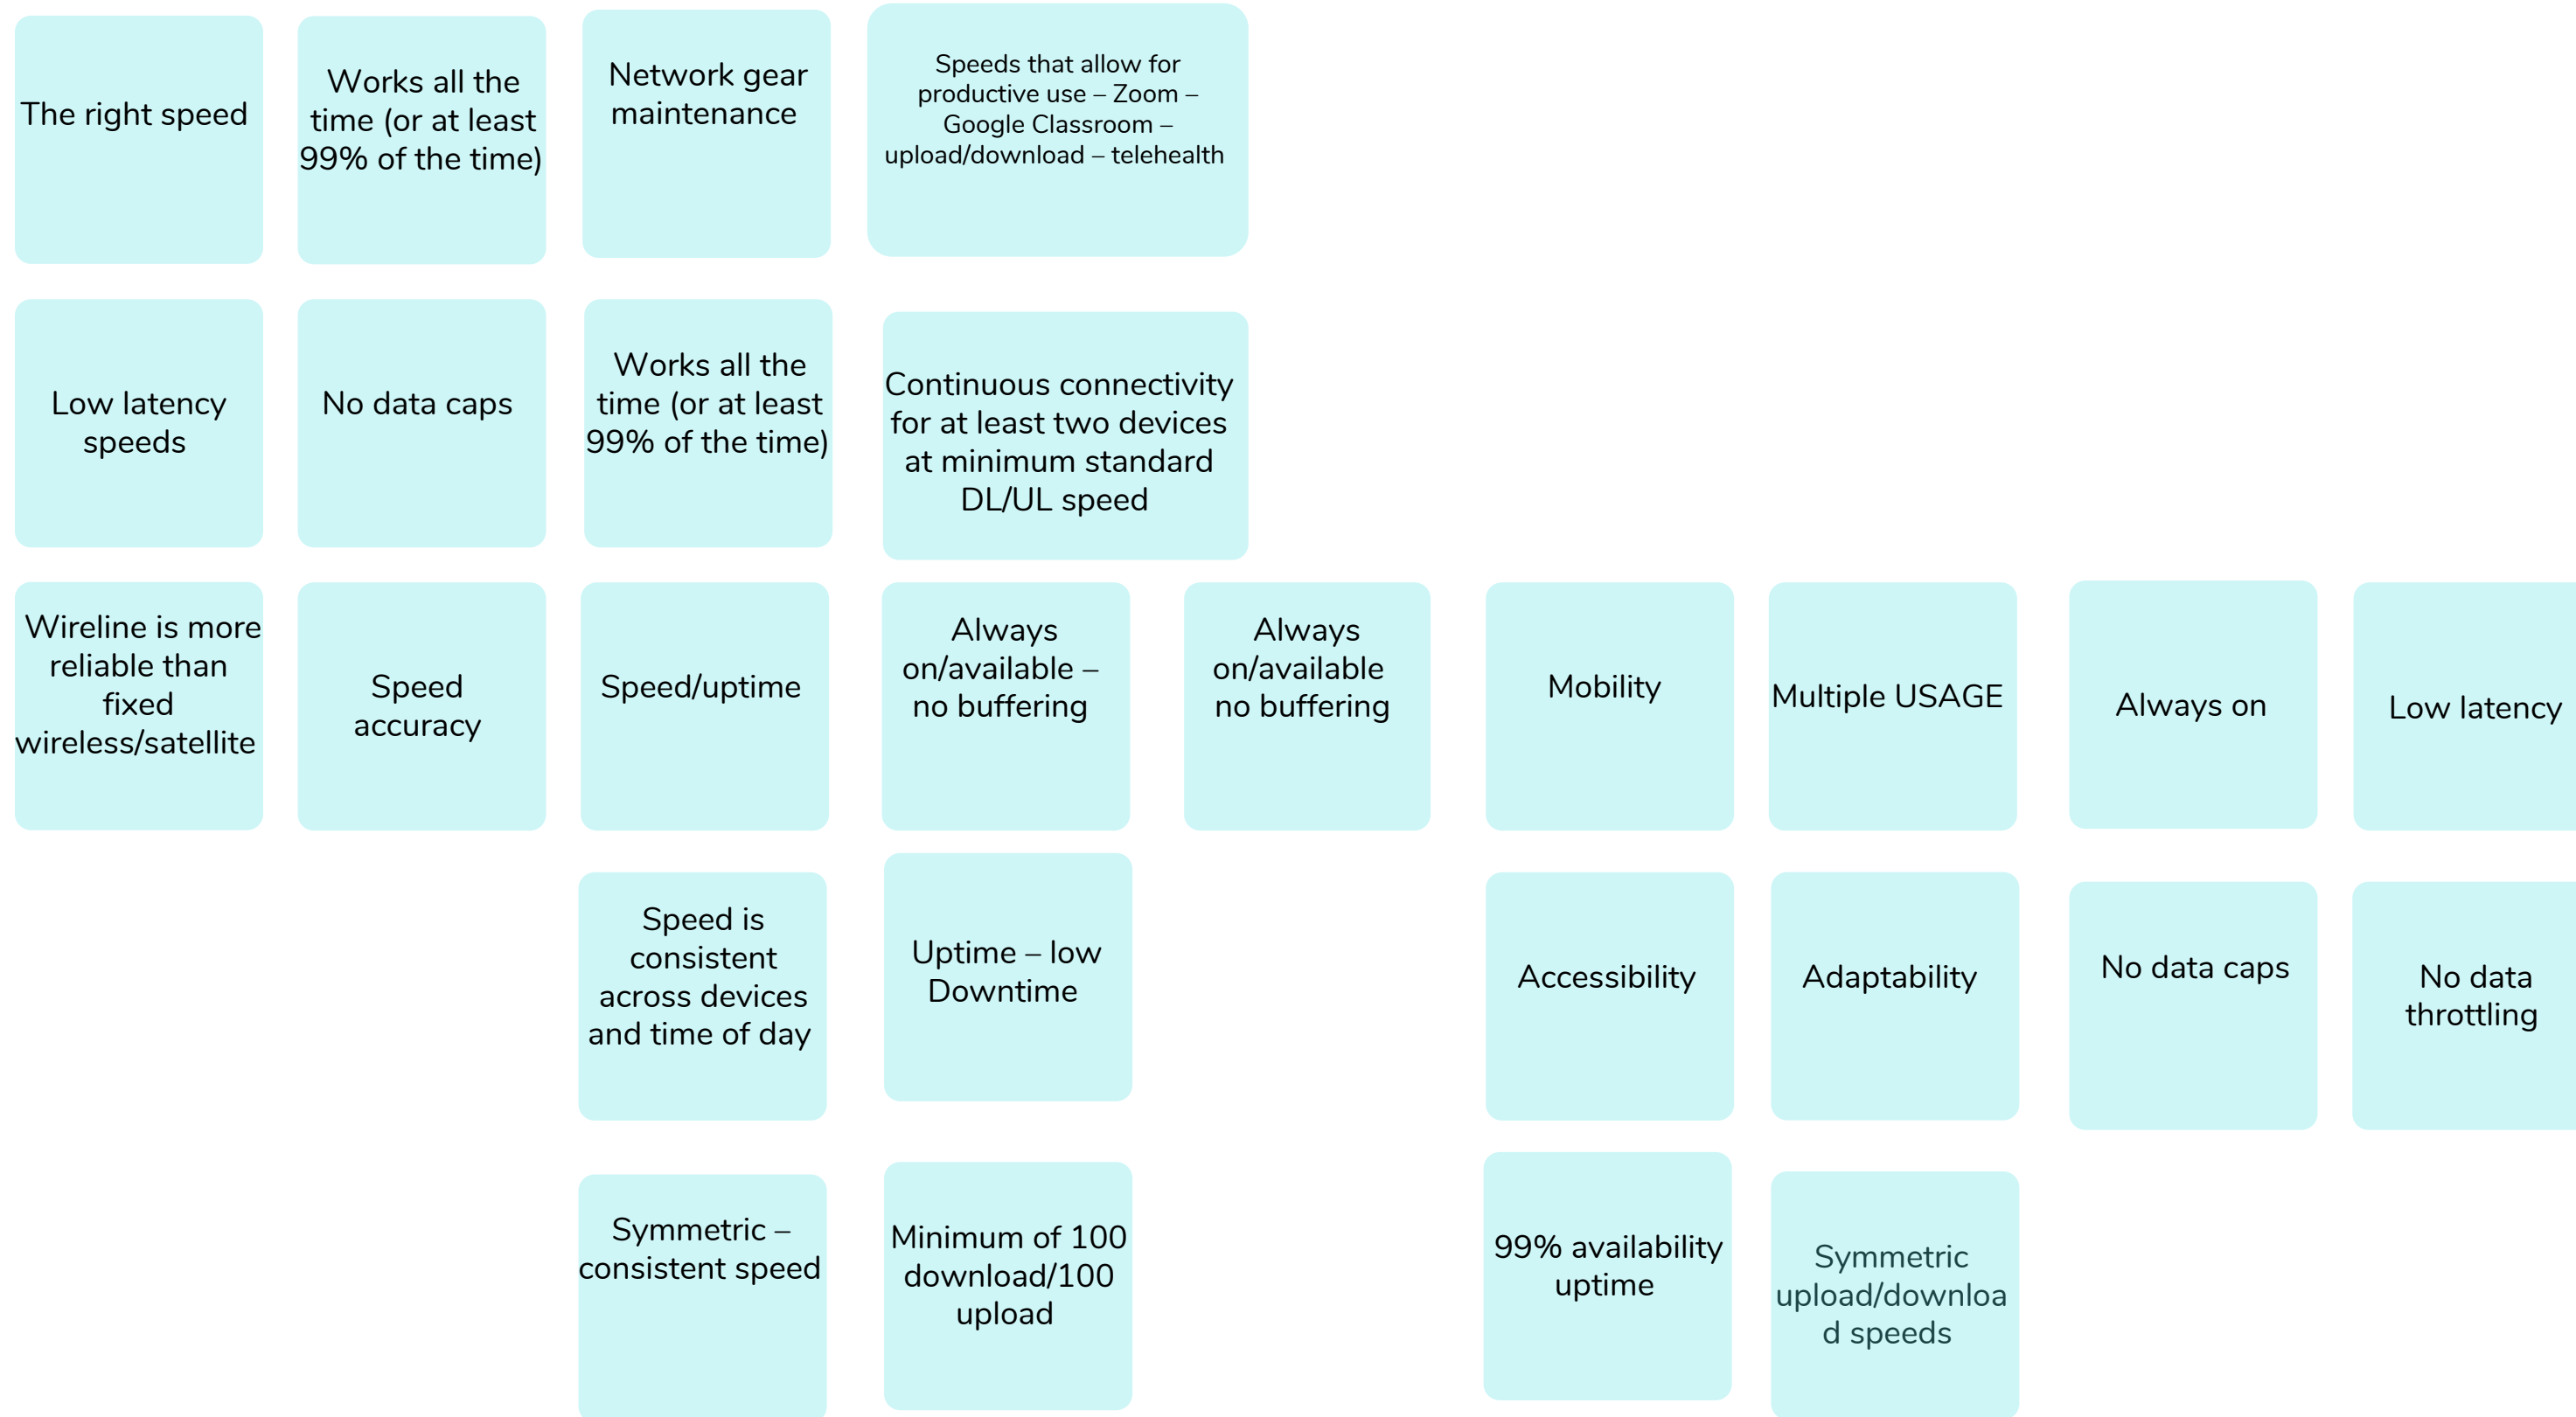 The right speed
Works all the
time (or at least
99% of the time)
Network gear
maintenance
Speeds that allow for
productive use – Zoom –
Google Classroom –
upload/download – telehealth
Low latency
speeds
No data caps
Works all the
time (or at least
99% of the time)
Continuous connectivity
for at least two devices
at minimum standard
DL/UL speed
Wireline is more
reliable than
fixed
wireless/satellite
Speed
accuracy
Speed/uptime
Always
on/available –
no buffering
Always
on/available
no buffering
Mobility
Multiple USAGE
Always on
Low latency
Speed is
consistent
across devices
and time of day
Uptime – low
Downtime
Accessibility
Adaptability
No data caps
No data
throttling
Symmetric –
consistent speed
Minimum of 100
download/100
upload
99% availability
uptime
Symmetric
upload/downloa
d speeds